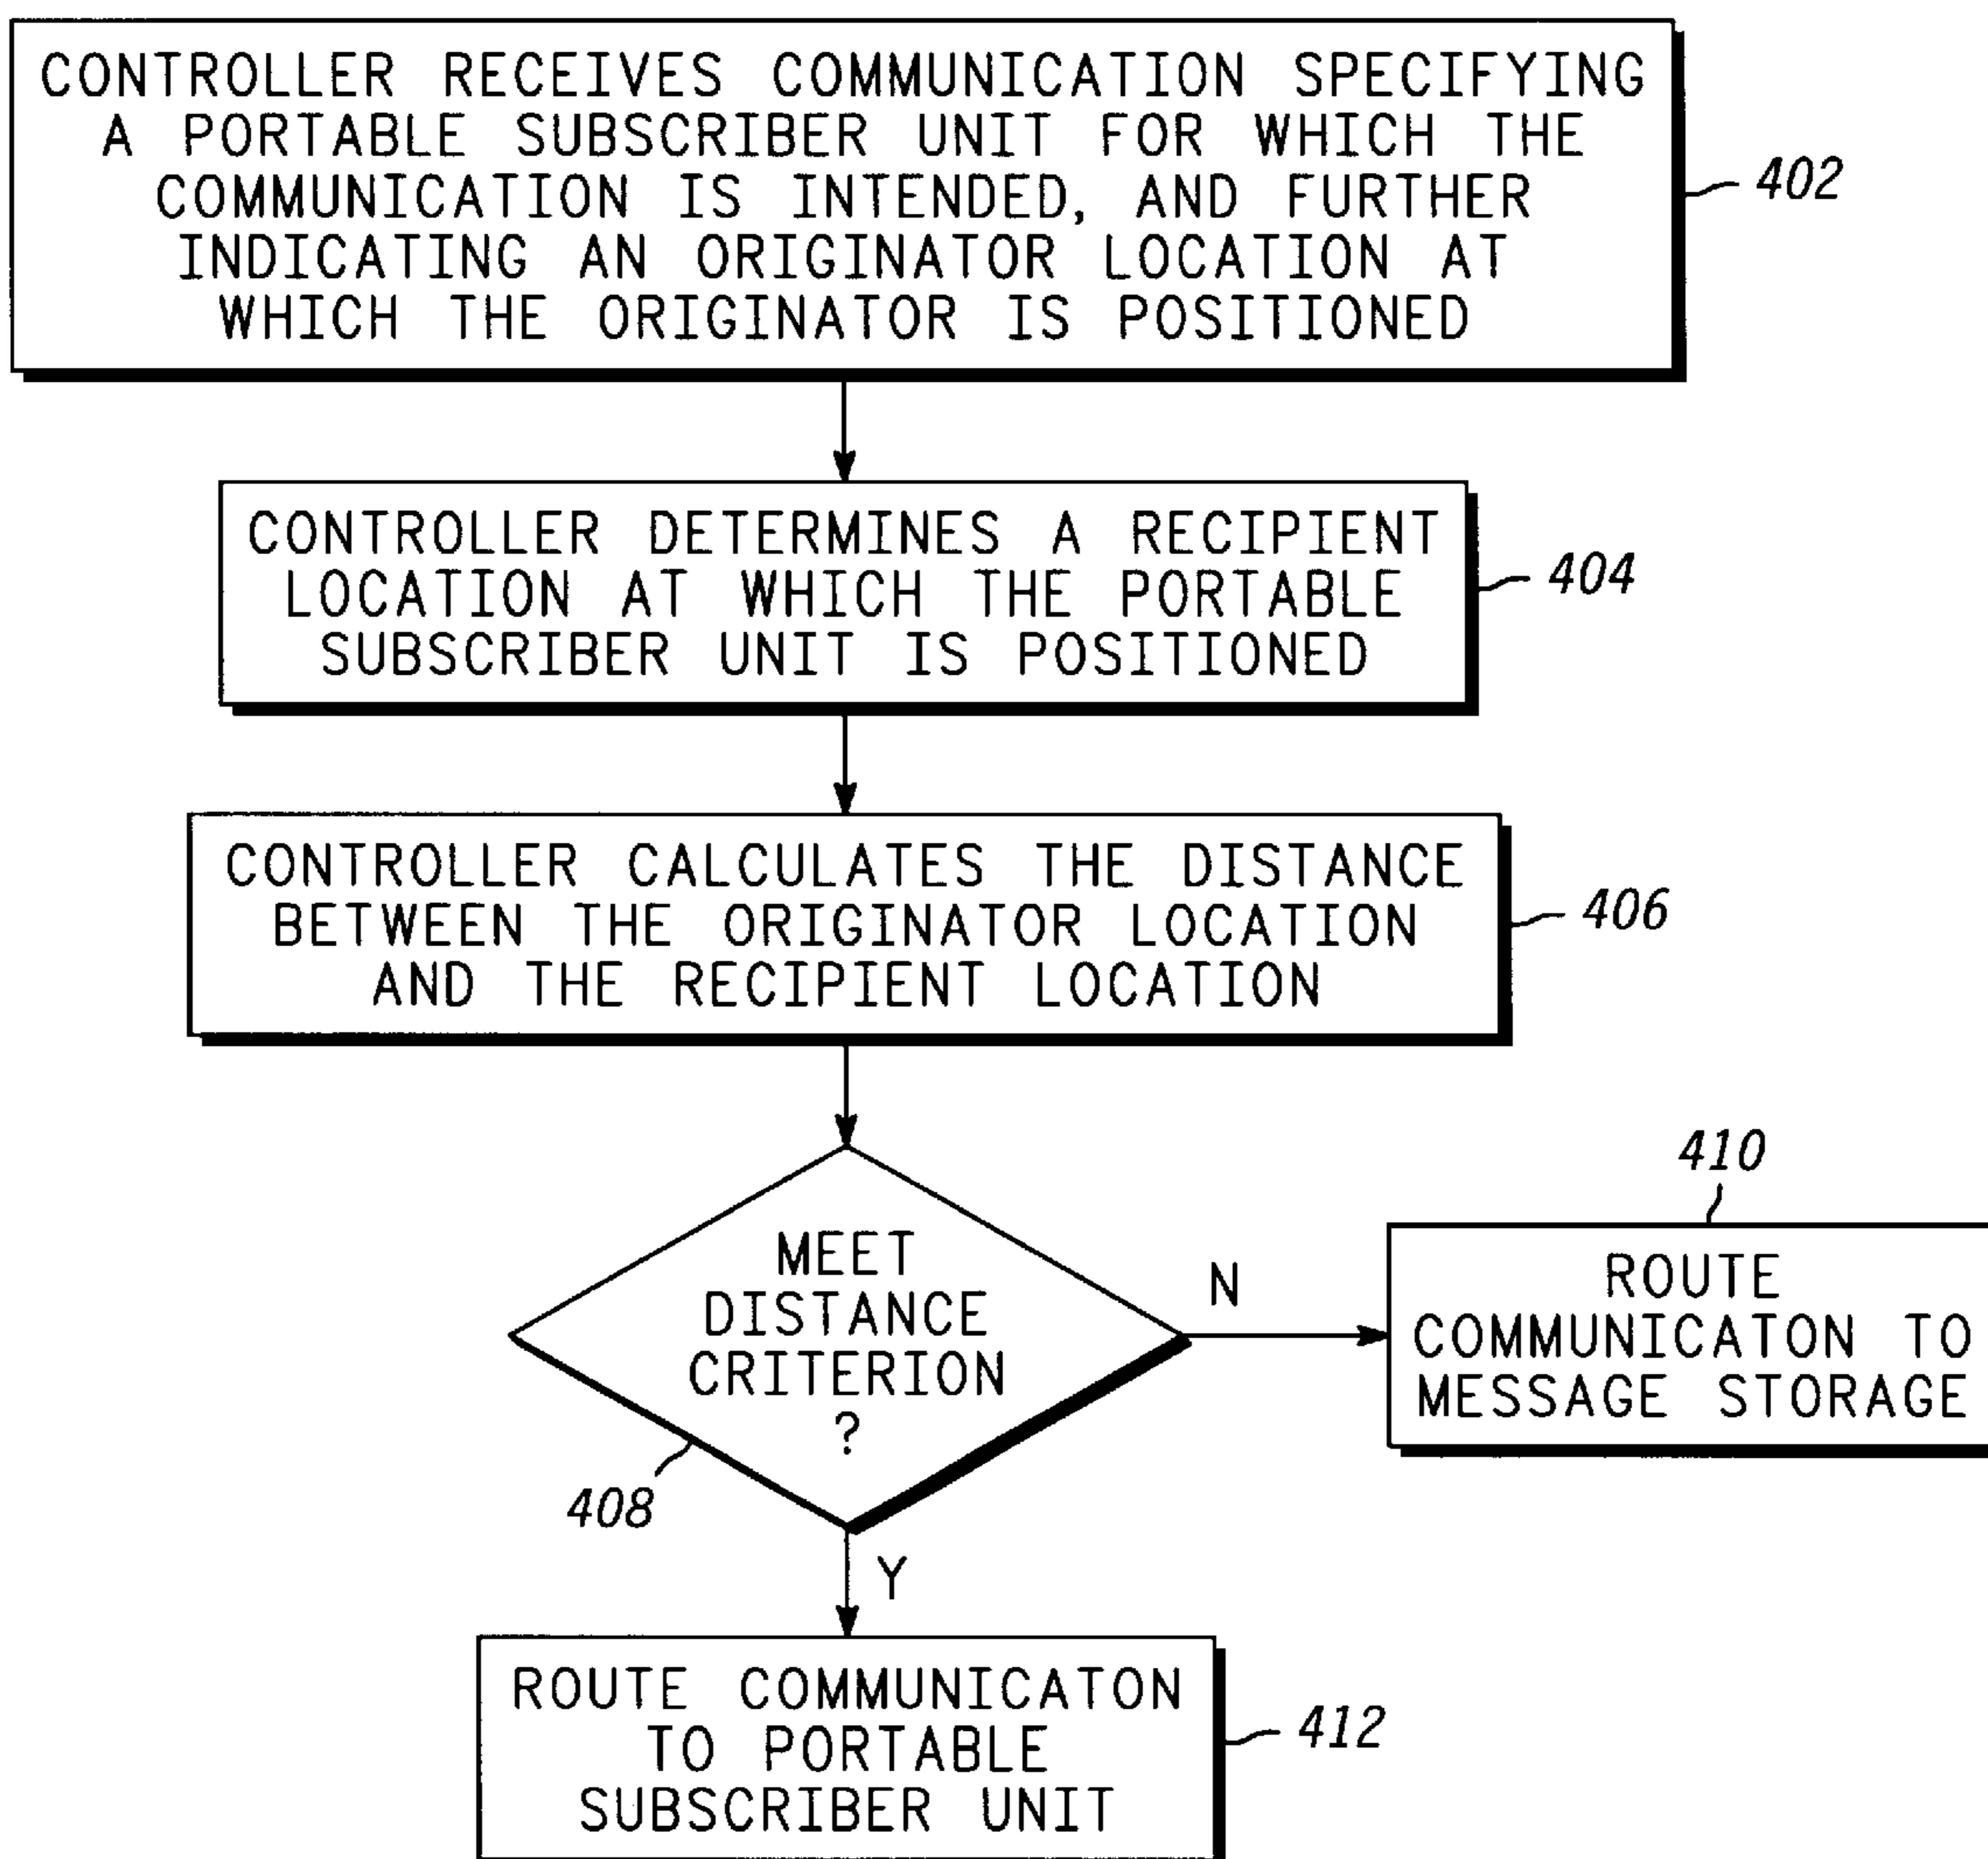 CONTROLLER RECEIVES COMMUNICATION SPECIFYING
A PORTABLE SUBSCRIBER UNIT FOR WHICH THE
COMMUNICATION IS INTENDED, AND FURTHER
INDICATING AN ORIGINATOR LOCATION AT
WHICH THE ORIGINATOR IS POSITIONED
402
CONTROLLER DETERMINES A RECIPIENT
LOCATION AT WHICH THE PORTABLE
SUBSCRIBER UNIT IS POSITIONED
404
CONTROLLER CALCULATES THE DISTANCE
BETWEEN THE ORIGINATOR LOCATION
AND THE RECIPIENT LOCATION
406
MEET
DISTANCE
CRITERION
?
408
N
410
ROUTE
COMMUNICATON TO
MESSAGE STORAGE
Y
ROUTE COMMUNICATON
TO PORTABLE
SUBSCRIBER UNIT
412